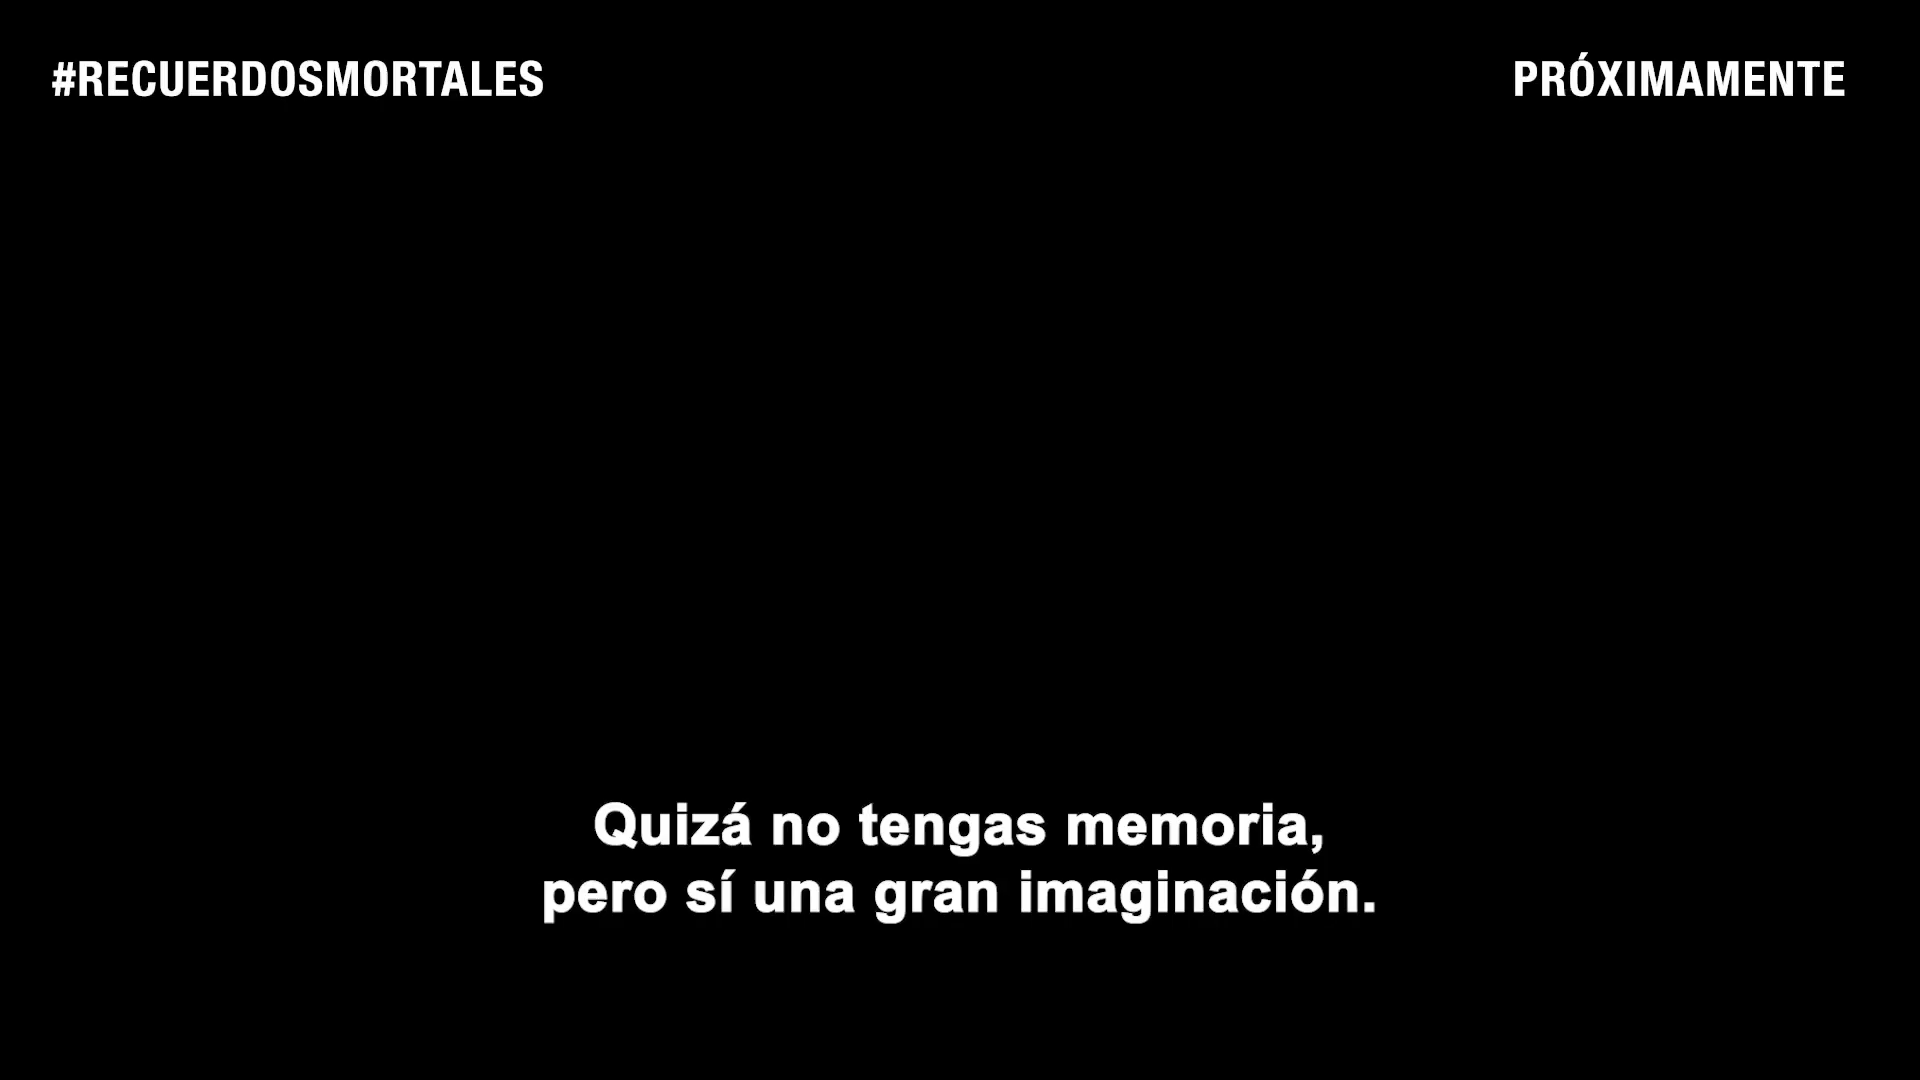 #RECUERDOSMORTALES
PRÓXIMAMENTE
Quizá no tengas memoria,
pero sí una gran imaginación.